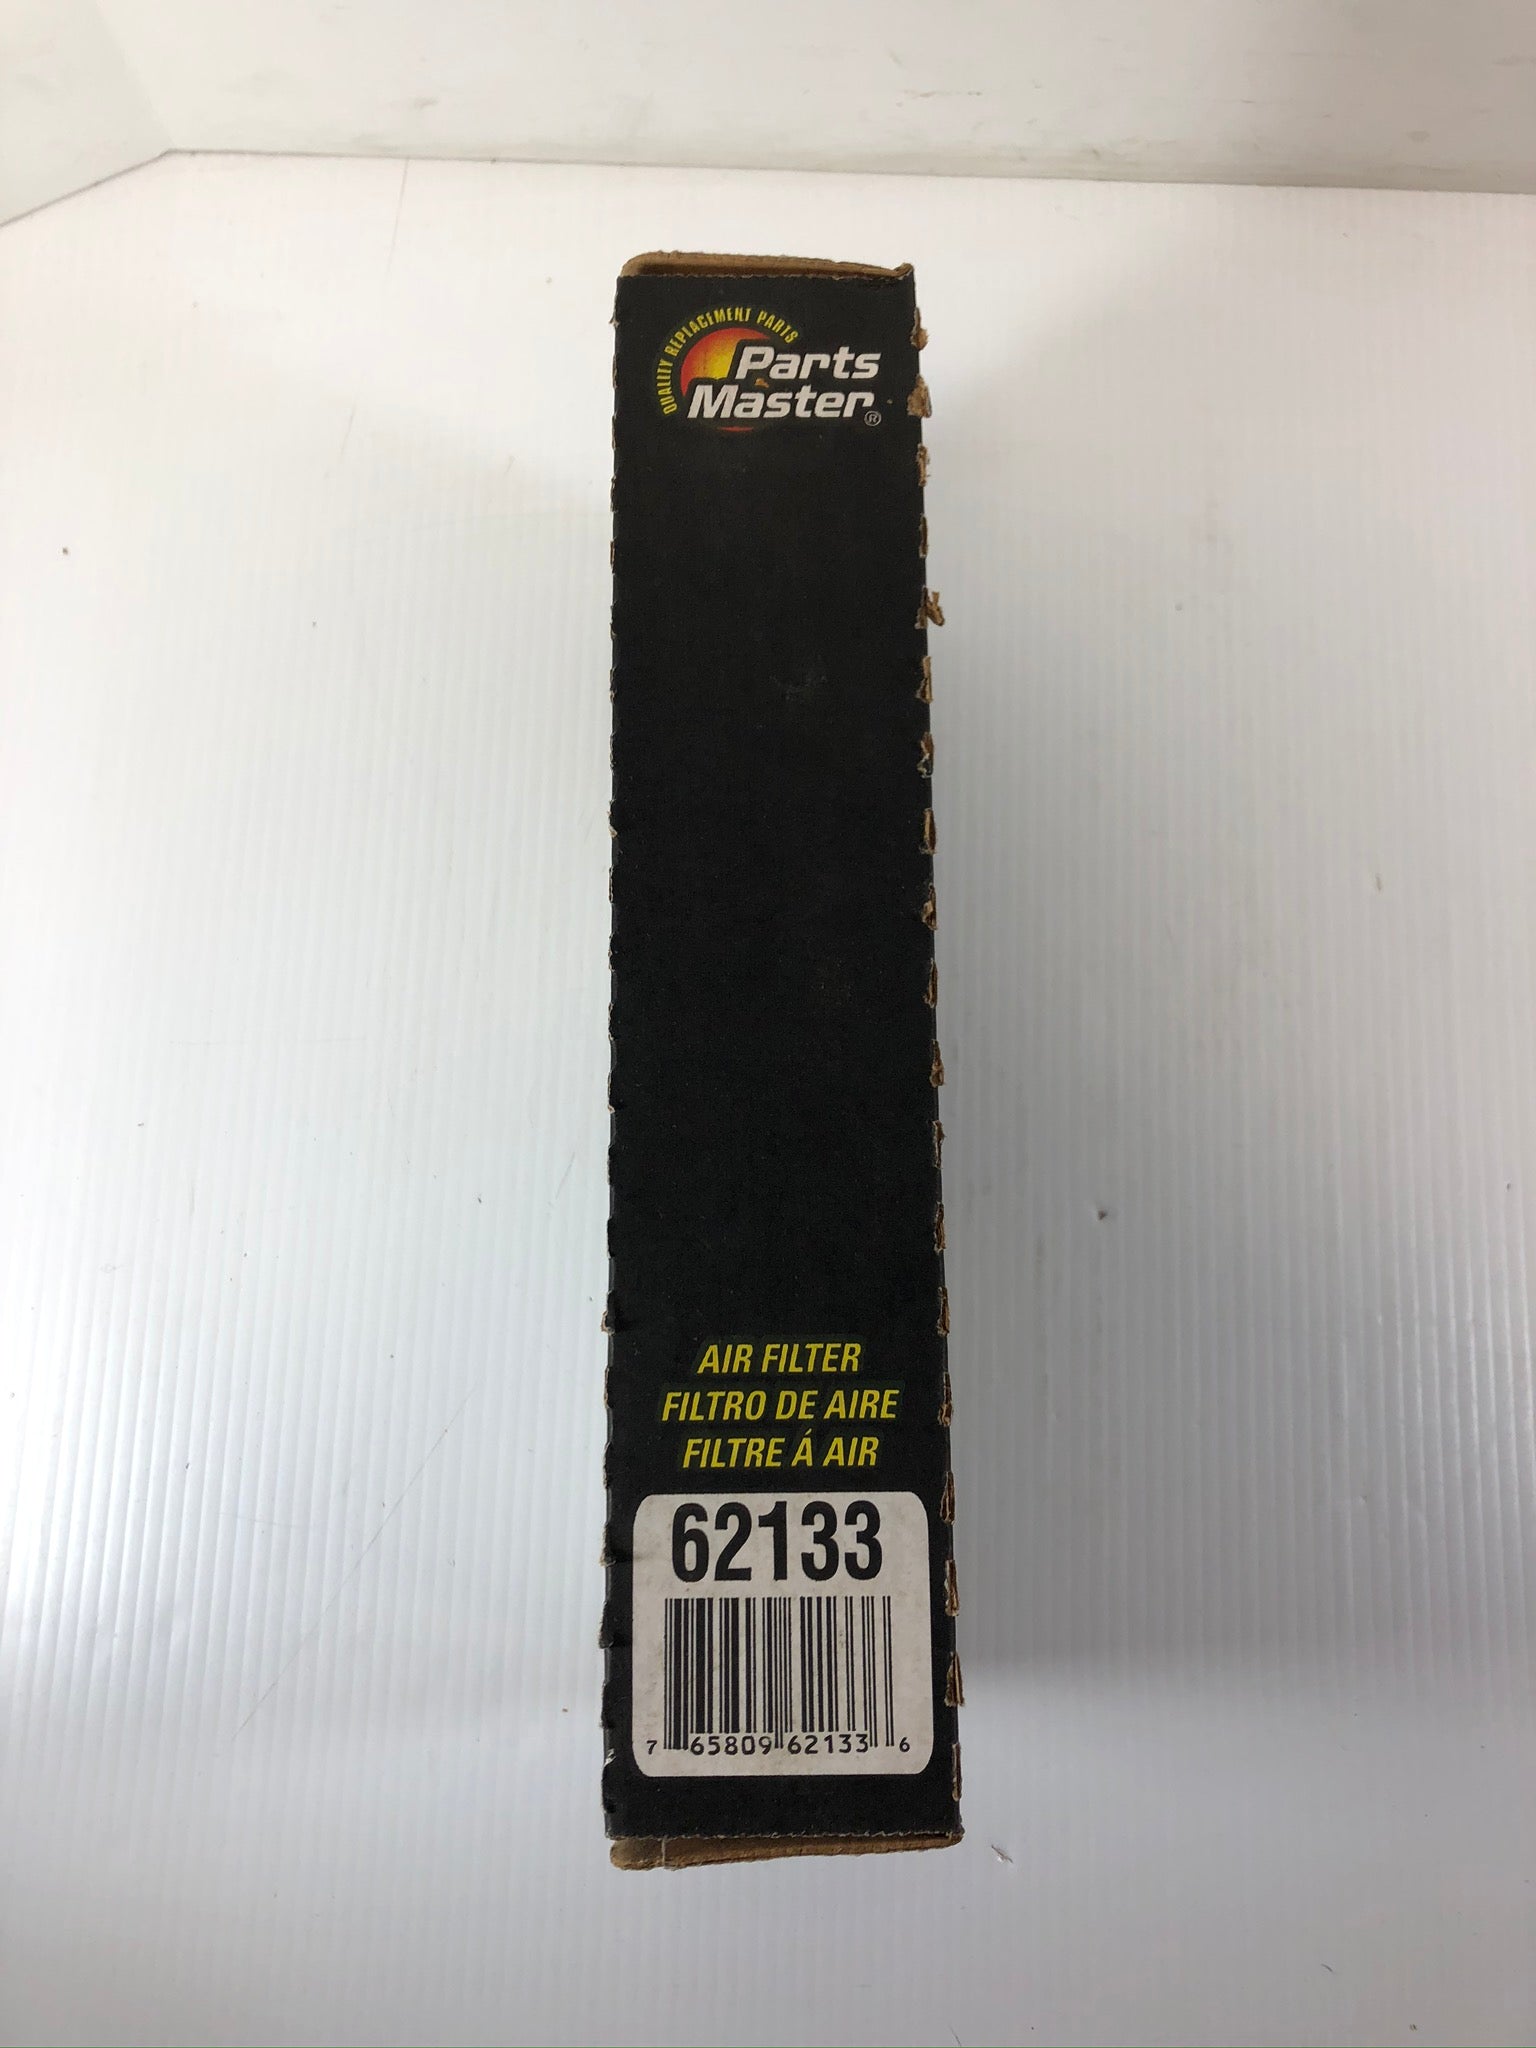 QUALITY REPLACEMENT PARTS
Parts
Master®
AIR FILTER
FILTRO DE AIRE
FILTRE Á AIR
62133
7 65809 62133 6